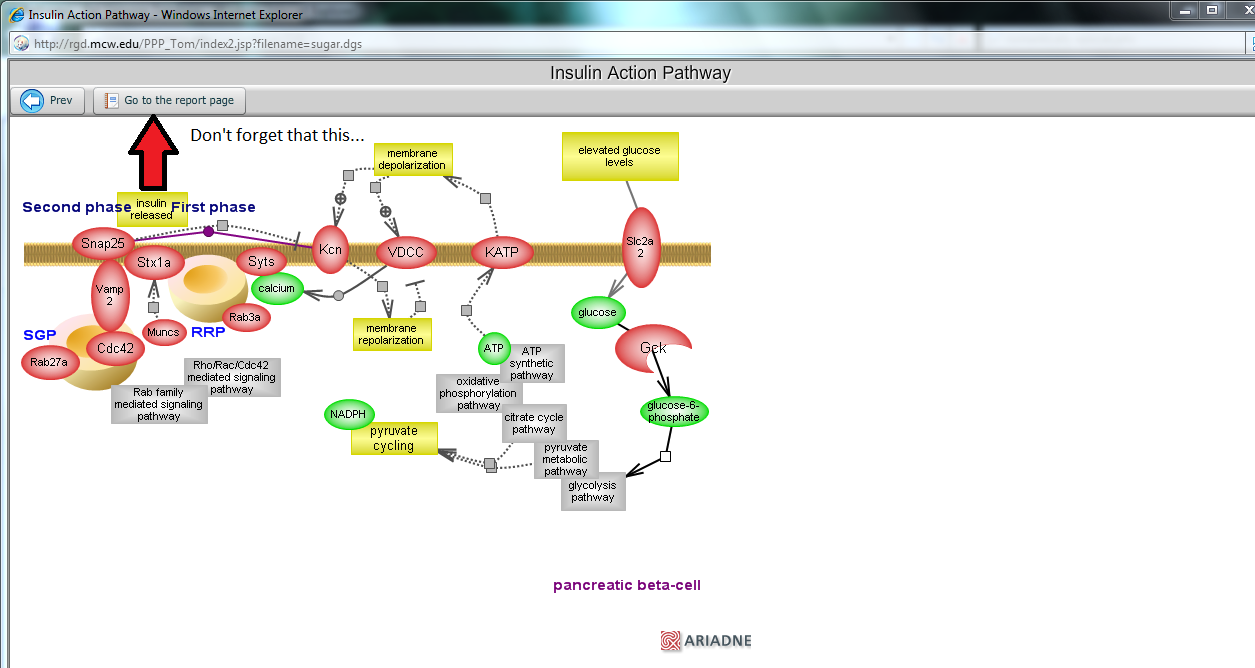 Insulin Action Pathway - Windows Internet Explorer
http://rgd.mcw.edu/PPP_Tom/index2.jsp?filename=sugar.dgs
Insulin Action Pathway
Prev
Go to the report page
Don't forget that this...
membrane
depolarization
elevated glucose
levels
Second phase
insulin
released
First phase
Snap25
Stx1a
Syts
Kcn
VDCC
KATP
Slc2a
2
Vamp
2
calcium
Rab3a
glucose
SGP
Muncs
RRP
membrane
repolarization
Rab27a
Cdc42
ATP
ATP
synthetic
pathway
Gck
Rho/Rac/Cdc42
mediated signaling
pathway
Rab family
mediated signaling
pathway
oxidative
phosphorylation
pathway
NADPH
pyruvate
cycling
citrate cycle
pathway
glucose-6-
phosphate
pyruvate
metabolic
pathway
glycolysis
pathway
pancreatic beta-cell
ARIADNE